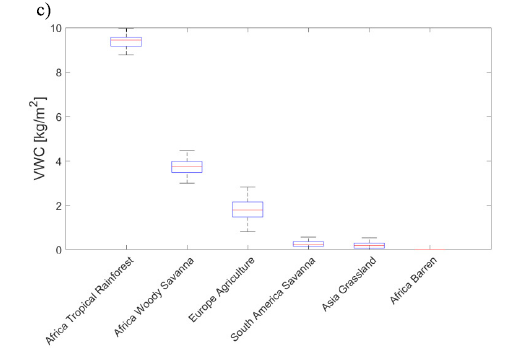 c)
10
8
6
4
2
0
VWC [kg/m²]
Africa Tropical Rainforest
Africa Woody Savanna
Europe Agriculture
South America Savanna
Asia Grassland
Africa Barren